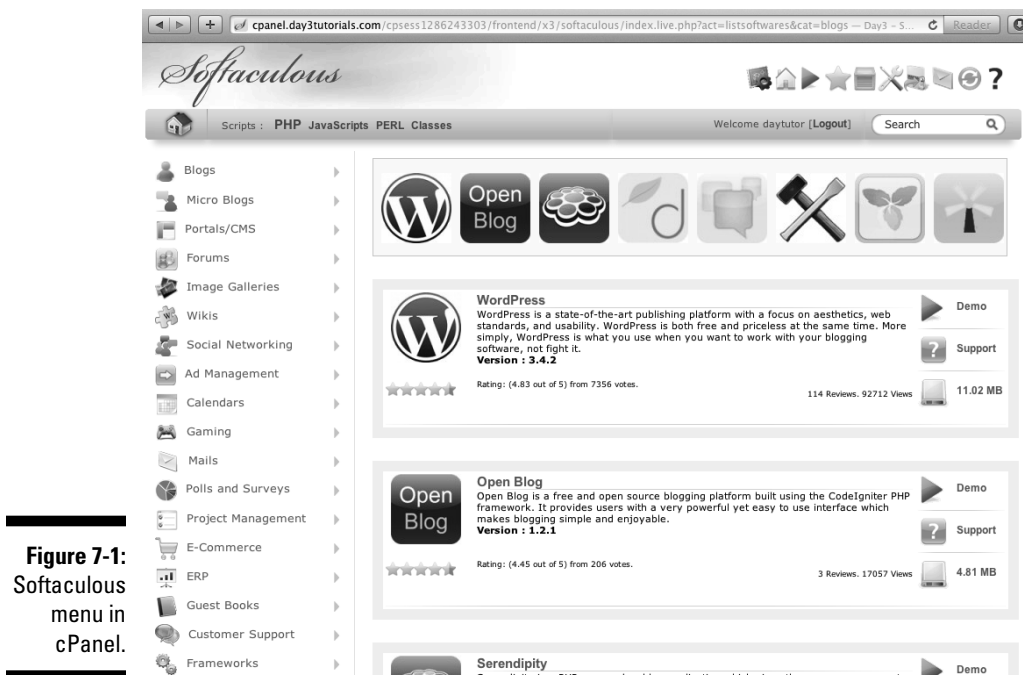 cpanel.day3tutorials.com/cpsess1286243303/frontend/x3/softaculous/index.live.php?act=listsoftwares&cat=blogs — Day3 – S... Reader
Softaculous
?
Scripts : PHP JavaScripts PERL Classes
Welcome daytutor [Logout]
Search
Blogs
Micro Blogs
Portals/CMS
Forums
Image Galleries
Wikis
Social Networking
Ad Management
Calendars
Gaming
Mails
Polls and Surveys
Project Management
E-Commerce
ERP
Guest Books
Customer Support
Frameworks
Open
Blog
WordPress
WordPress is a state-of-the-art publishing platform with a focus on aesthetics, web
standards, and usability. WordPress is both free and priceless at the same time. More
simply, WordPress is what you use when you want to work with your blogging
software, not fight it.
Version : 3.4.2
Rating: (4.83 out of 5) from 7356 votes.
114 Reviews. 92712 Views
Demo
Support
11.02 MB
Open
Blog
Open Blog
Open Blog is a free and open source blogging platform built using the CodeIgniter PHP
framework. It provides users with a very powerful yet easy to use interface which
makes blogging simple and enjoyable.
Version : 1.2.1
Rating: (4.45 out of 5) from 206 votes.
3 Reviews. 17057 Views
Demo
Support
4.81 MB
Serendipity
Demo
Figure 7-1:
Softaculous
menu in
cPanel.